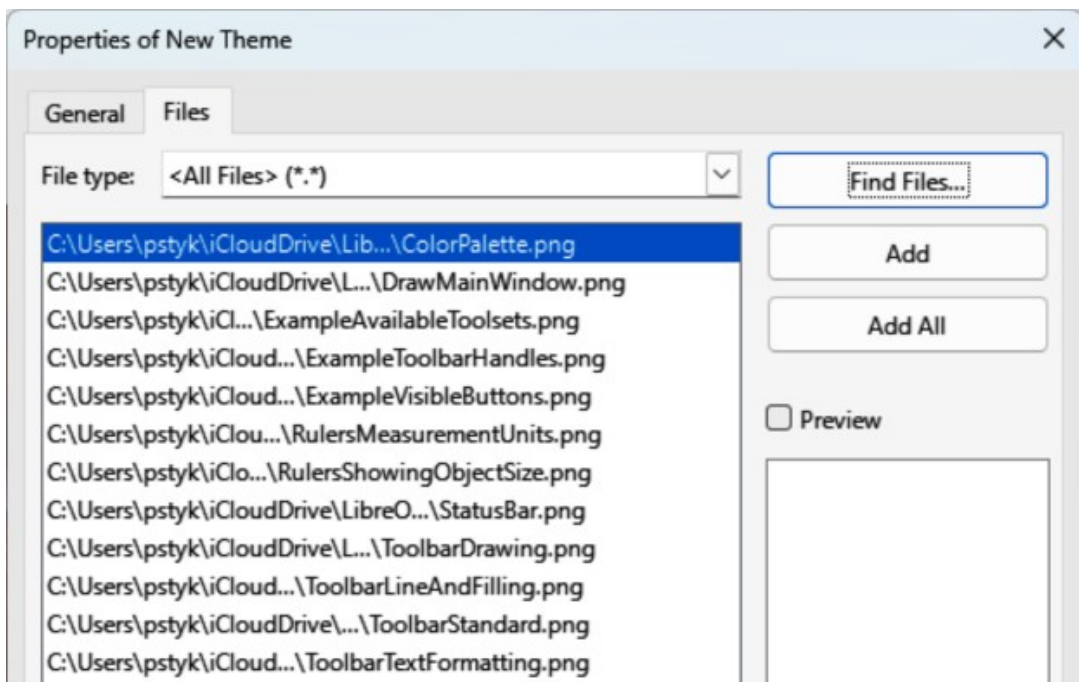 Properties of New Theme
General Files
File type: <All Files> (*.*) Find Files...
Add
Add All
Preview
C:\Users\pstyk\iCloudDrive\Lib...\ColorPalette.png
C:\Users\pstyk\iCloudDrive\L...\DrawMainWindow.png
C:\Users\pstyk\iCl...\ExampleAvailableToolsets.png
C:\Users\pstyk\iCloud...\ExampleToolbarHandles.png
C:\Users\pstyk\iCloud...\ExampleVisibleButtons.png
C:\Users\pstyk\iClou...\RulersMeasurementUnits.png
C:\Users\pstyk\iClo...\RulersShowingObjectSize.png
C:\Users\pstyk\iCloudDrive\LibreO...\StatusBar.png
C:\Users\pstyk\iCloudDrive\L...\ToolbarDrawing.png
C:\Users\pstyk\iCloud...\ToolbarLineAndFilling.png
C:\Users\pstyk\iCloudDrive\...\ToolbarStandard.png
C:\Users\pstyk\iCloud...\ToolbarTextFormatting.png